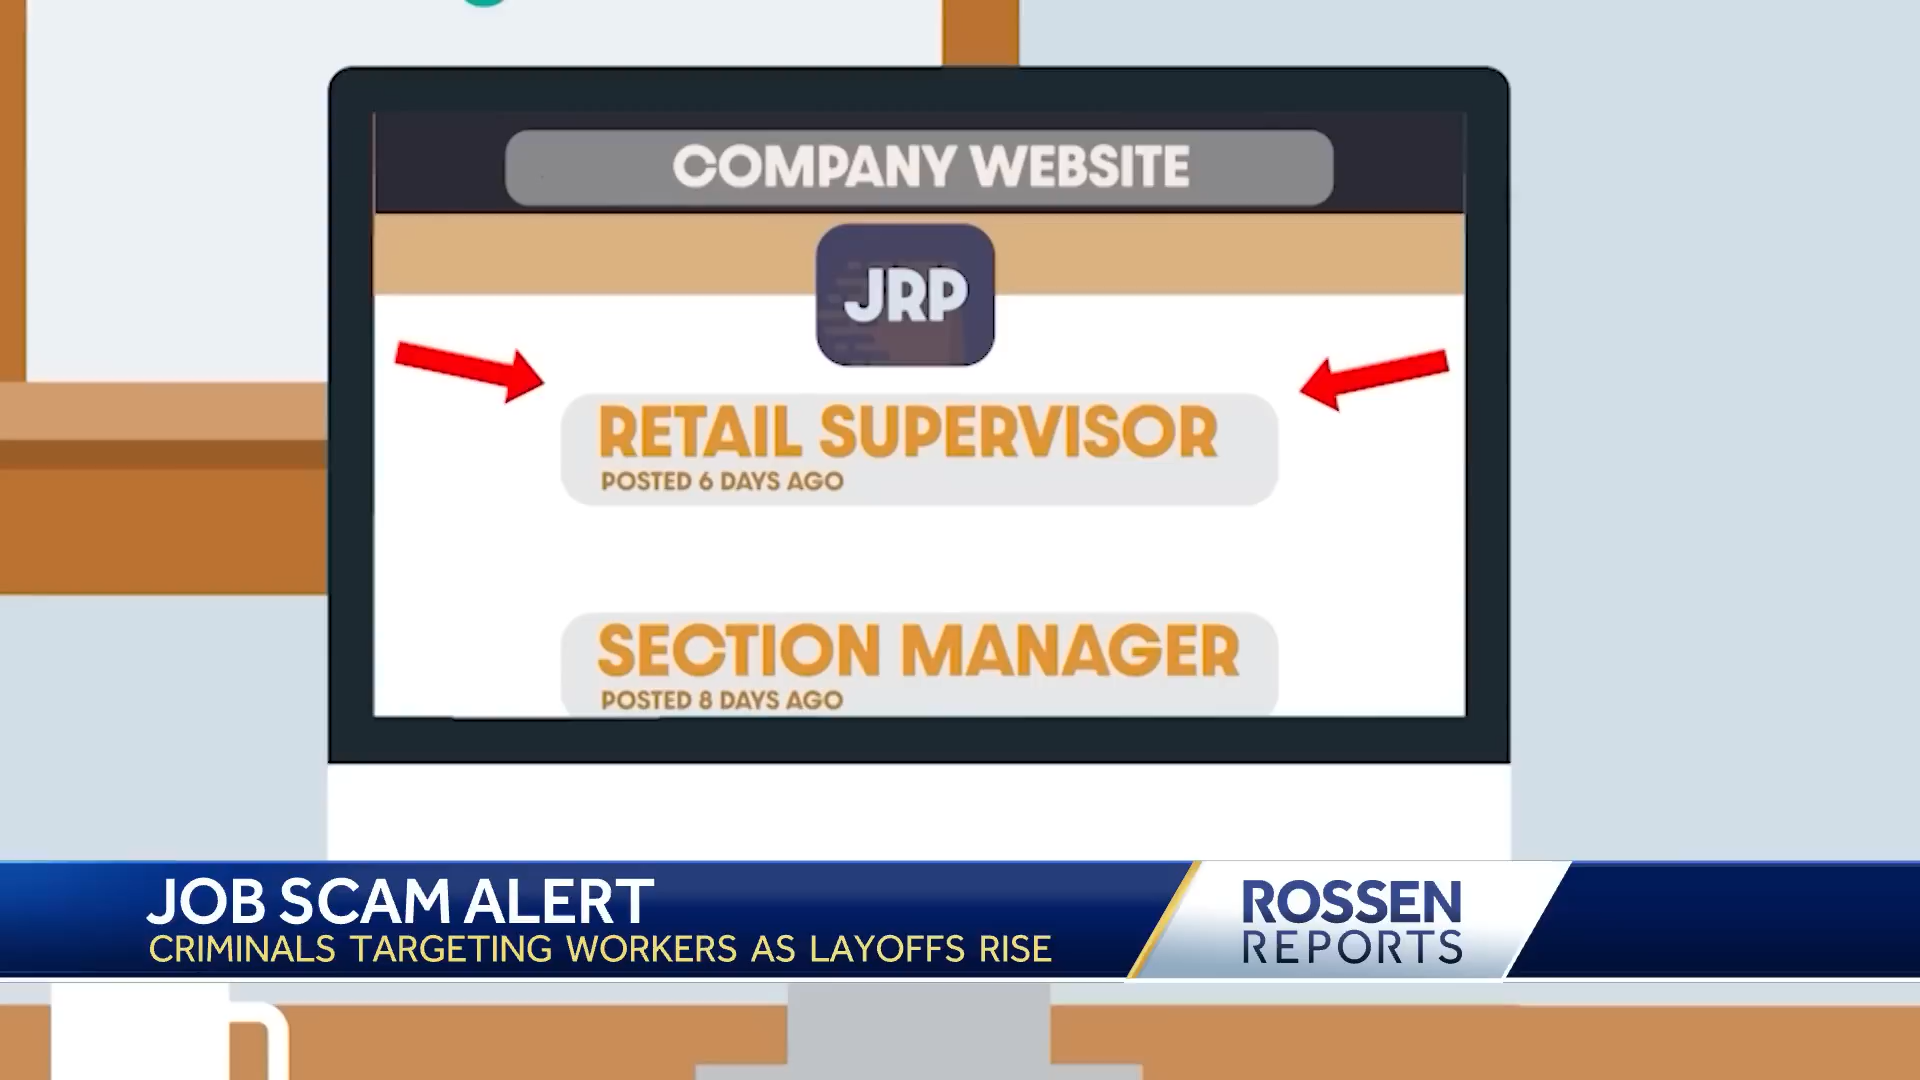 COMPANY WEBSITE
JRP
RETAIL SUPERVISOR
POSTED 6 DAYS AGO
SECTION MANAGER
POSTED 8 DAYS AGO
JOB SCAM ALERT
CRIMINALS TARGETING WORKERS AS LAYOFFS RISE
ROSSEN
REPORTS